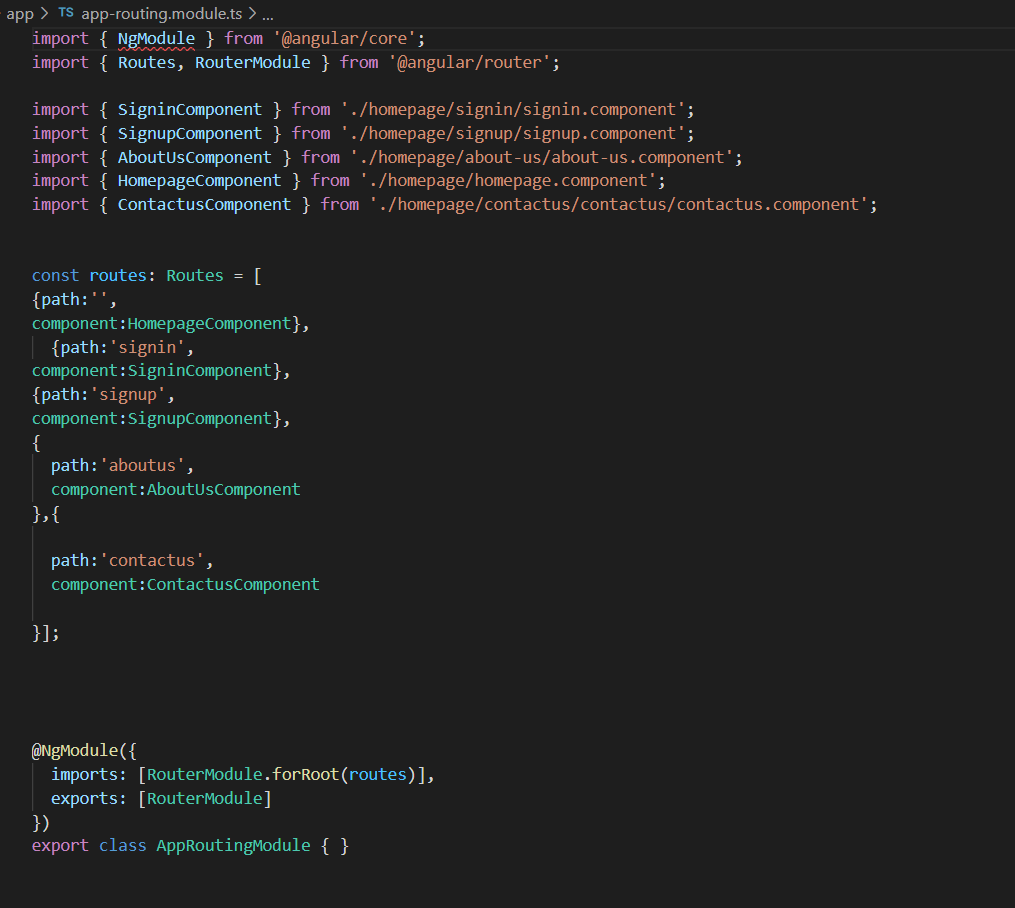 app > TS app-routing.module.ts > ...
import { NgModule } from '@angular/core';
import { Routes, RouterModule } from '@angular/router';
import { SigninComponent } from './homepage/signin/signin.component';
import { SignupComponent } from './homepage/signup/signup.component';
import { AboutUsComponent } from './homepage/about-us/about-us.component';
import { HomepageComponent } from './homepage/homepage.component';
import { ContactusComponent } from './homepage/contactus/contactus/contactus.component';
const routes: Routes = [
{path:'',
component:HomepageComponent},
{path:'signin',
component:SigninComponent},
{path:'signup',
component:SignupComponent},
{
path:'aboutus',
component:AboutUsComponent
},{
path:'contactus',
component:ContactusComponent
}];
@NgModule({
imports: [RouterModule.forRoot(routes)],
exports: [RouterModule]
})
export class AppRoutingModule { }